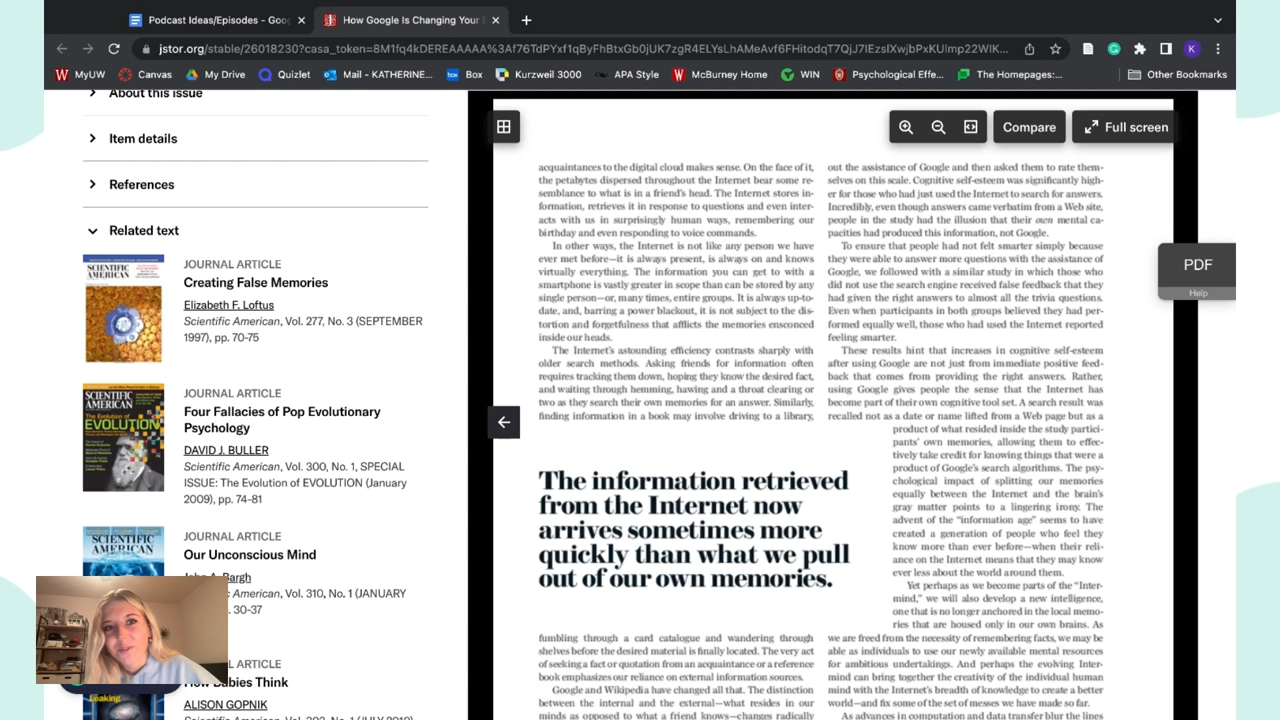 Podcast Ideas/Episodes - Goog
How Google Is Changing Your
jstor.org/stable/26018230?casa_token=
MyUW
Canvas
My Drive
Quizlet
Mail - KATHERINE...
Box
Kurzweil 3000
APA Style
McBurney Home
WIN
Psychological Effe...
The Homepages:...
Other Bookmarks
About this issue
Item details
References
Related text
SCIENTIFIC
AMERICAN
JOURNAL ARTICLE
Creating False Memories
Elizabeth F. Loftus
Scientific American, Vol. 277, No. 3 (SEPTEMBER
1997), pp. 70-75
SCIENTIFIC
AMERICAN
The Evolution of
EVOLUTION
JOURNAL ARTICLE
Four Fallacies of Pop Evolutionary
Psychology
DAVID J. BULLER
Scientific American, Vol. 300, No. 1, SPECIAL
ISSUE: The Evolution of EVOLUTION (January
2009), pp. 74-81
SCIENTIFIC
AMERICAN
JOURNAL ARTICLE
Our Unconscious Mind
Bargh
American, Vol. 310, No. 1 (JANUARY
30-37
Leaking
ARTICLE
How Babies Think
ALISON GOPNIK
Scientific American, Vol. 303, No. 1 (JULY 2010)
Compare
Full screen
PDF
Help
acquaintances to the digital cloud makes sense. On the face of it,
the petabytes dispersed throughout the Internet bear some re-
semblance to what is in a friend's head. The Internet stores in-
formation, retrieves it in response to questions and even inter-
acts with us in surprisingly human ways, remembering our
birthday and even responding to voice commands.
In other ways, the Internet is not like any person we have
ever met before—it is always present, is always on and knows
virtually everything. The information you can get to with a
smartphone is vastly greater in scope than can be stored by any
single person—or, many times, entire groups. It is always up-to-
date, and, barring a power blackout, it is not subject to the dis-
tortion and forgetfulness that afflicts the memories ensconced
inside our heads.
The Internet's astounding efficiency contrasts sharply with
older search methods. Asking friends for information often
requires tracking them down, hoping they know the desired fact,
and waiting through hemming, hawing and a throat clearing or
two as they search their own memories for an answer. Similarly,
finding information in a book may involve driving to a library,
The information retrieved
from the Internet now
arrives sometimes more
quickly than what we pull
out of our own memories.
fumbling through a card catalogue and wandering through
shelves before the desired material is finally located. The very act
of seeking a fact or quotation from an acquaintance or a reference
book emphasizes our reliance on external information sources.
Google and Wikipedia have changed all that. The distinction
between the internal and the external—what resides in our
minds as opposed to what a friend knows—changes radically
out the assistance of Google and then asked them to rate them-
selves on this scale. Cognitive self-esteem was significantly high-
er for those who had just used the Internet to search for answers.
Incredibly, even though answers came verbatim from a Web site,
people in the study had the illusion that their own mental ca-
pacities had produced this information, not Google.
To ensure that people had not felt smarter simply because
they were able to answer more questions with the assistance of
Google, we followed with a similar study in which those who
did not use the search engine received false feedback that they
had given the right answers to almost all the trivia questions.
Even when participants in both groups believed they had per-
formed equally well, those who had used the Internet reported
feeling smarter.
These results hint that increases in cognitive self-esteem
after using Google are not just from immediate positive feed-
back that comes from providing the right answers. Rather,
using Google gives people the sense that the Internet has
become part of their own cognitive tool set. A search result was
recalled not as a date or name lifted from a Web page but as a
product of what resided inside the study partici-
pants' own memories, allowing them to effec-
tively take credit for knowing things that were a
product of Google's search algorithms. The psy-
chological impact of splitting our memories
equally between the Internet and the brain's
gray matter points to a lingering irony. The
advent of the "information age" seems to have
created a generation of people who feel they
know more than ever before—when their reli-
ance on the Internet means that they may know
ever less about the world around them.
Yet perhaps as we become parts of the "Inter-
mind," we will also develop a new intelligence,
one that is no longer anchored in the local memo-
ries that are housed only in our own brains. As
we are freed from the necessity of remembering facts, we may be
able as individuals to use our newly available mental resources
for ambitious undertakings. And perhaps the evolving Inter-
mind can bring together the creativity of the individual human
mind with the Internet's breadth of knowledge to create a better
world—and fix some of the set of messes we have made so far.
As advances in computation and data transfer blur the lines